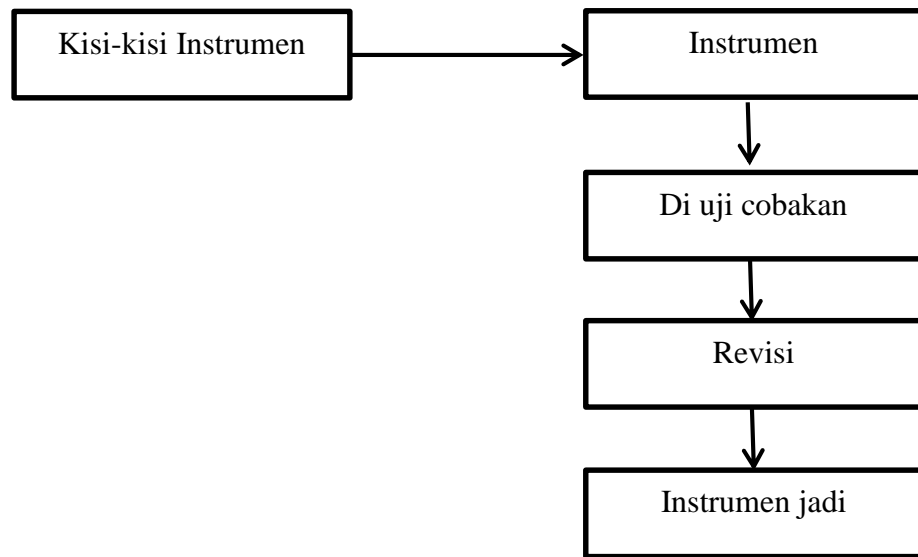 Kisi-kisi Instrumen
Instrumen
Di uji cobakan
Revisi
Instrumen jadi